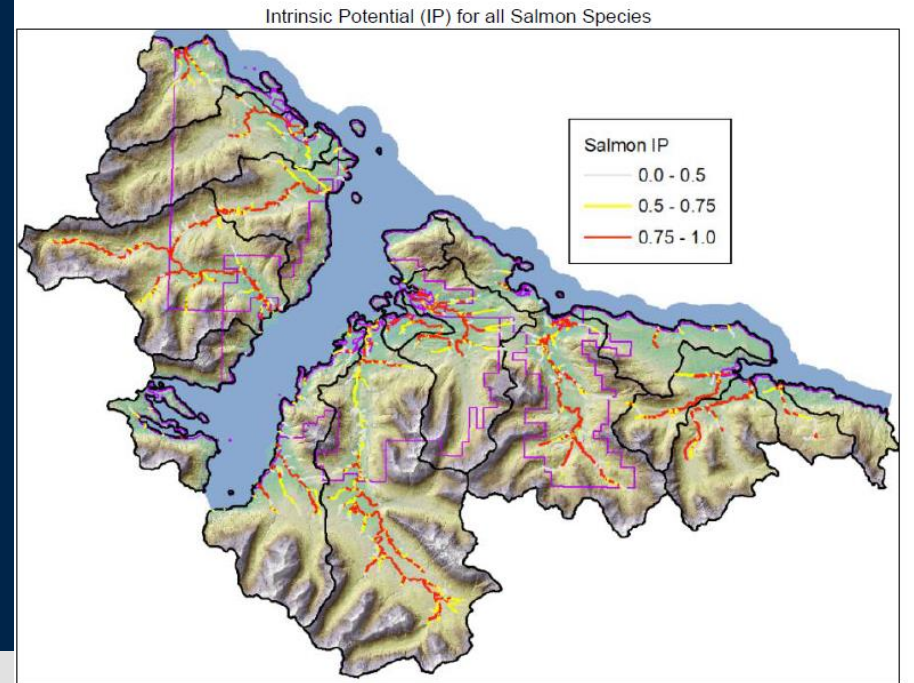 Intrinsic Potential (IP) for all Salmon Species
Salmon IP
0.0 - 0.5
0.5 - 0.75
0.75 - 1.0